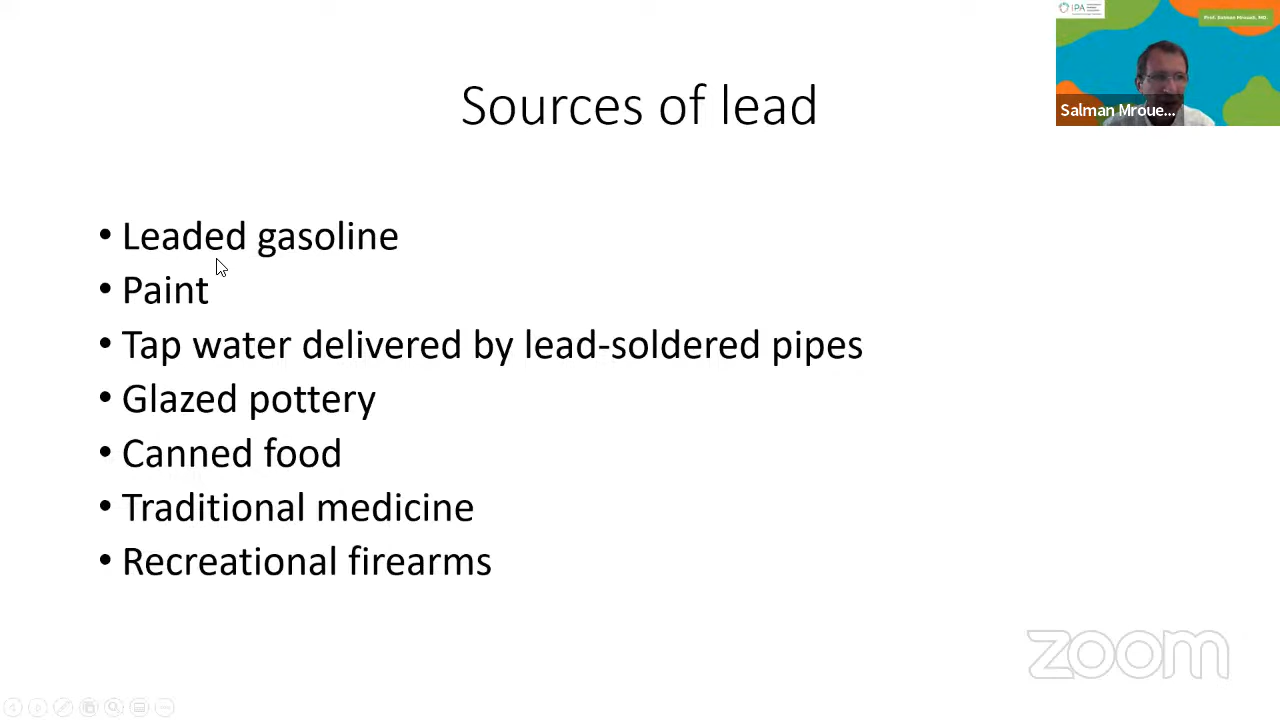 Sources of lead
IPA
Salman Mroue...
• Leaded gasoline
• Paint
• Tap water delivered by lead-soldered pipes
• Glazed pottery
• Canned food
• Traditional medicine
• Recreational firearms
zoom